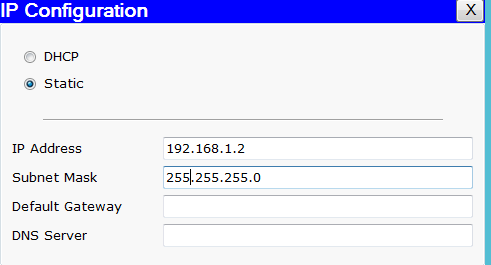 IP Configuration X
DHCP
Static
IP Address 192.168.1.2
Subnet Mask 255.255.255.0
Default Gateway
DNS Server